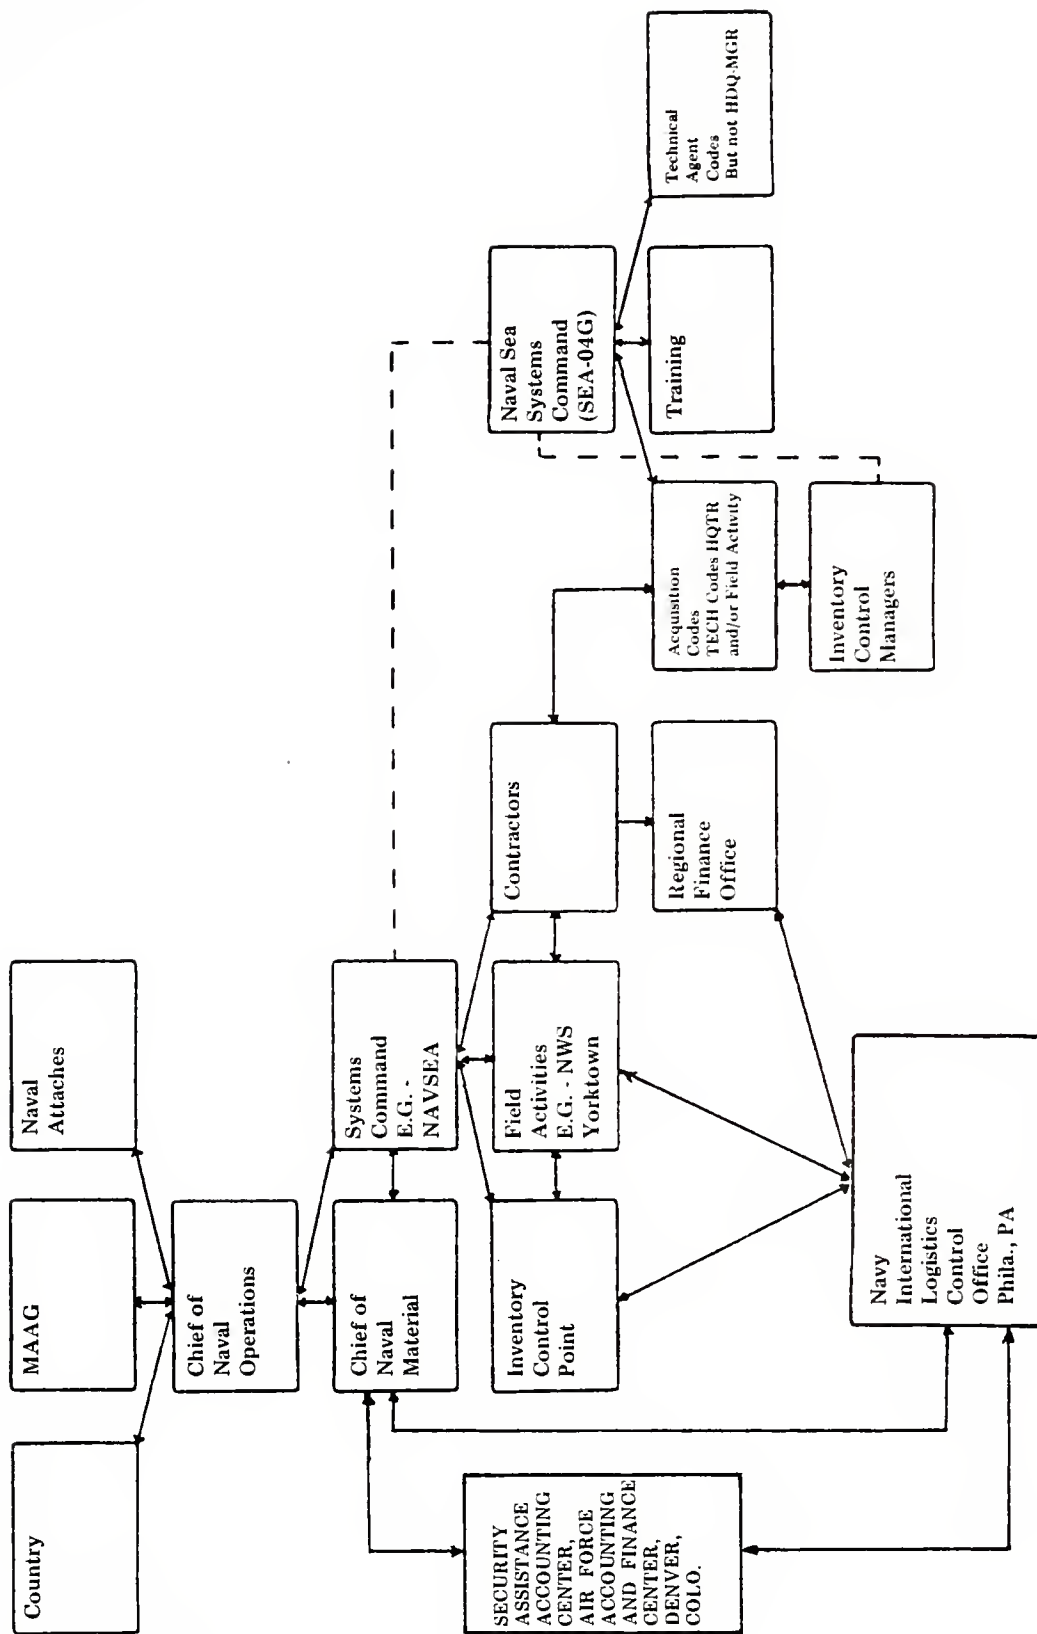 Country
MAAG
Naval
Attaches
Chief of
Naval
Operations
Chief of
Naval
Material
Systems
Command
E.G. -
NAVSEA
SECURITY
ASSISTANCE
ACCOUNTING
CENTER,
AIR FORCE
ACCOUNTING
AND FINANCE
CENTER,
DENVER,
COLO.
Inventory
Control
Point
Field
Activities
E.G. - NWS
Yorktown
Contractors
Naval Sea
Systems
Command
(SEA-04G)
Regional
Finance
Office
Acquisition
Codes
TECH Codes HQTR
and/or Field Activity
Training
Technical
Agent
Codes
But not HDQ-MGR
Inventory
Control
Managers
Navy
International
Logistics
Control
Office
Phila., PA